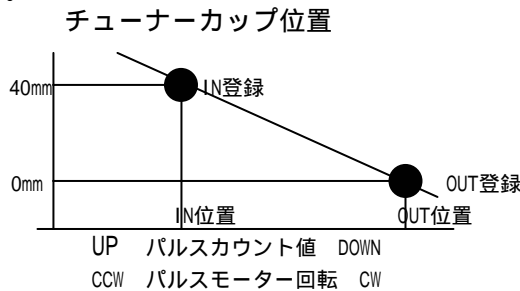 チューナーカップ位置
40mm
IN登録
0mm
OUT登録
IN位置
OUT位置
UP パルスカウント値 DOWN
CCW パルスモーター回転 CW